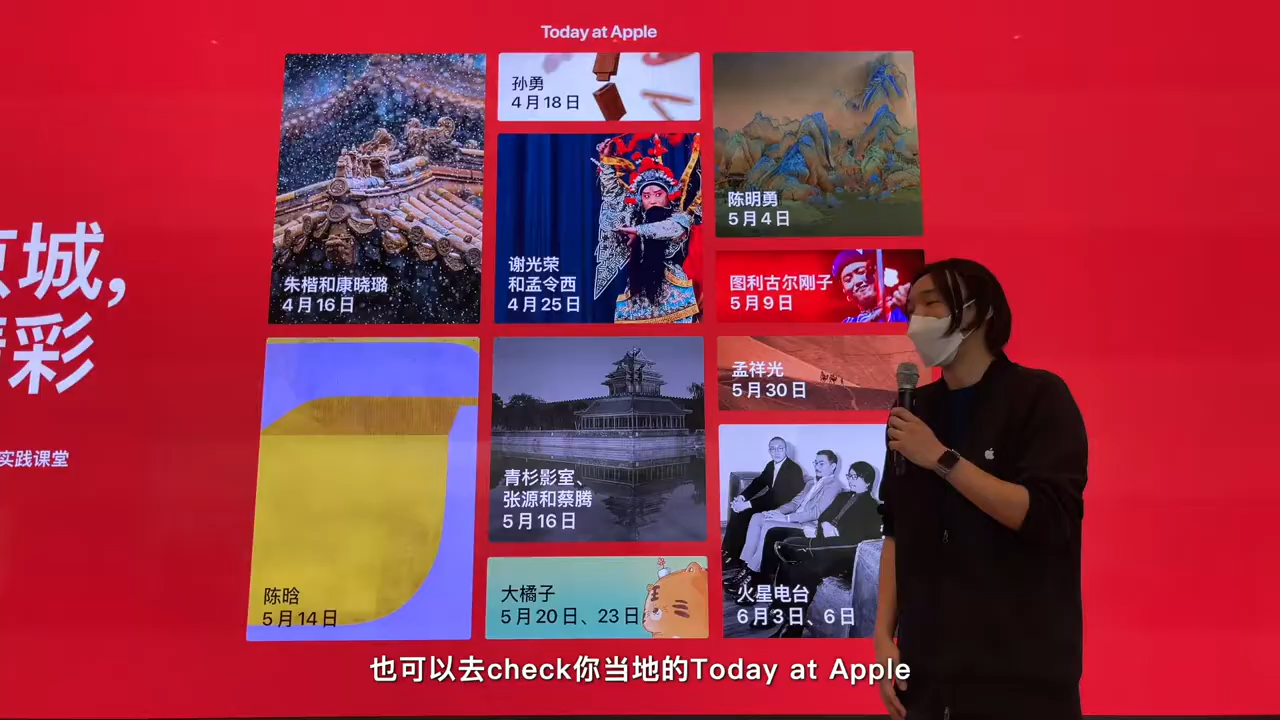 Today at Apple
京城,
精彩
实践课堂
朱楷和康晓璐
4月16日
孙勇
4月18日
谢光荣
和孟令西
4月25日
陈明勇
5月4日
图利古尔刚子
5月9日
孟祥光
5月30日
陈晗
5月14日
青杉影室、
张源和蔡腾
5月16日
大橘子
5月20日、23日
火星电台
6月3日、6日
也可以去check你当地的Today at Apple